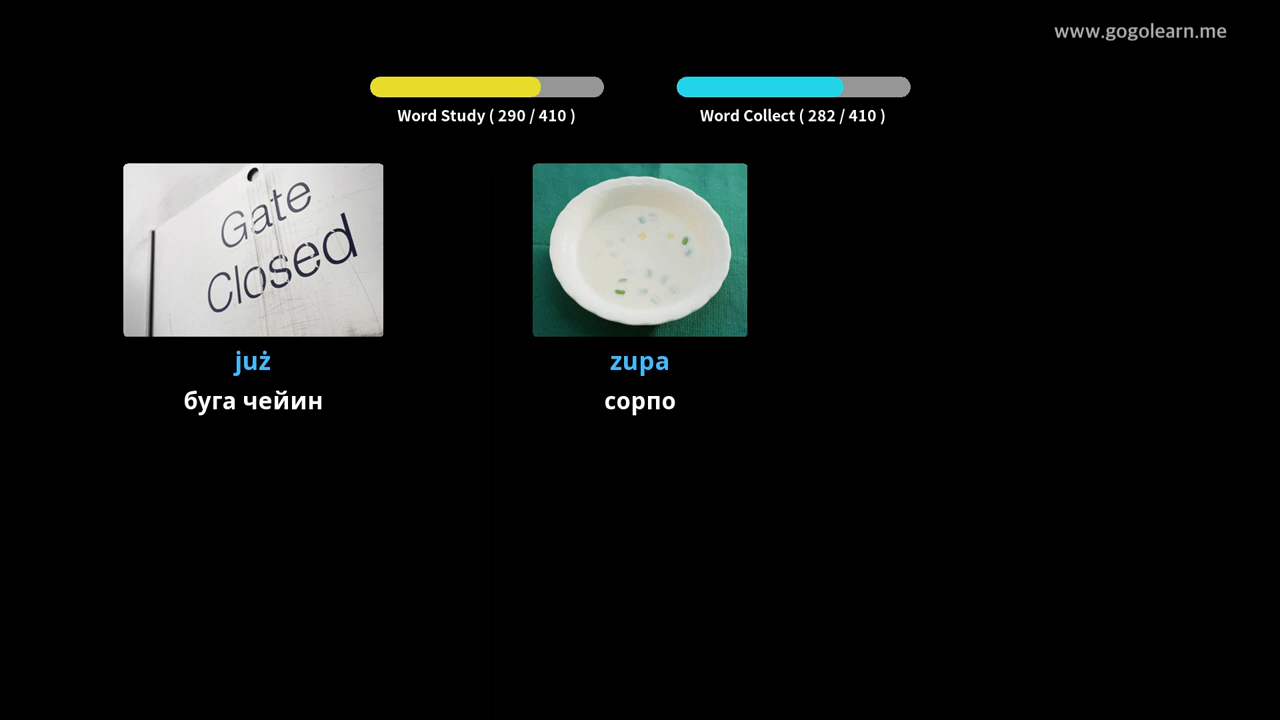 www.gogolearn.me
Word Study ( 290 / 410 )
Word Collect ( 282 / 410 )
Gate
Closed
już
буга чейин
zupa
сорпо